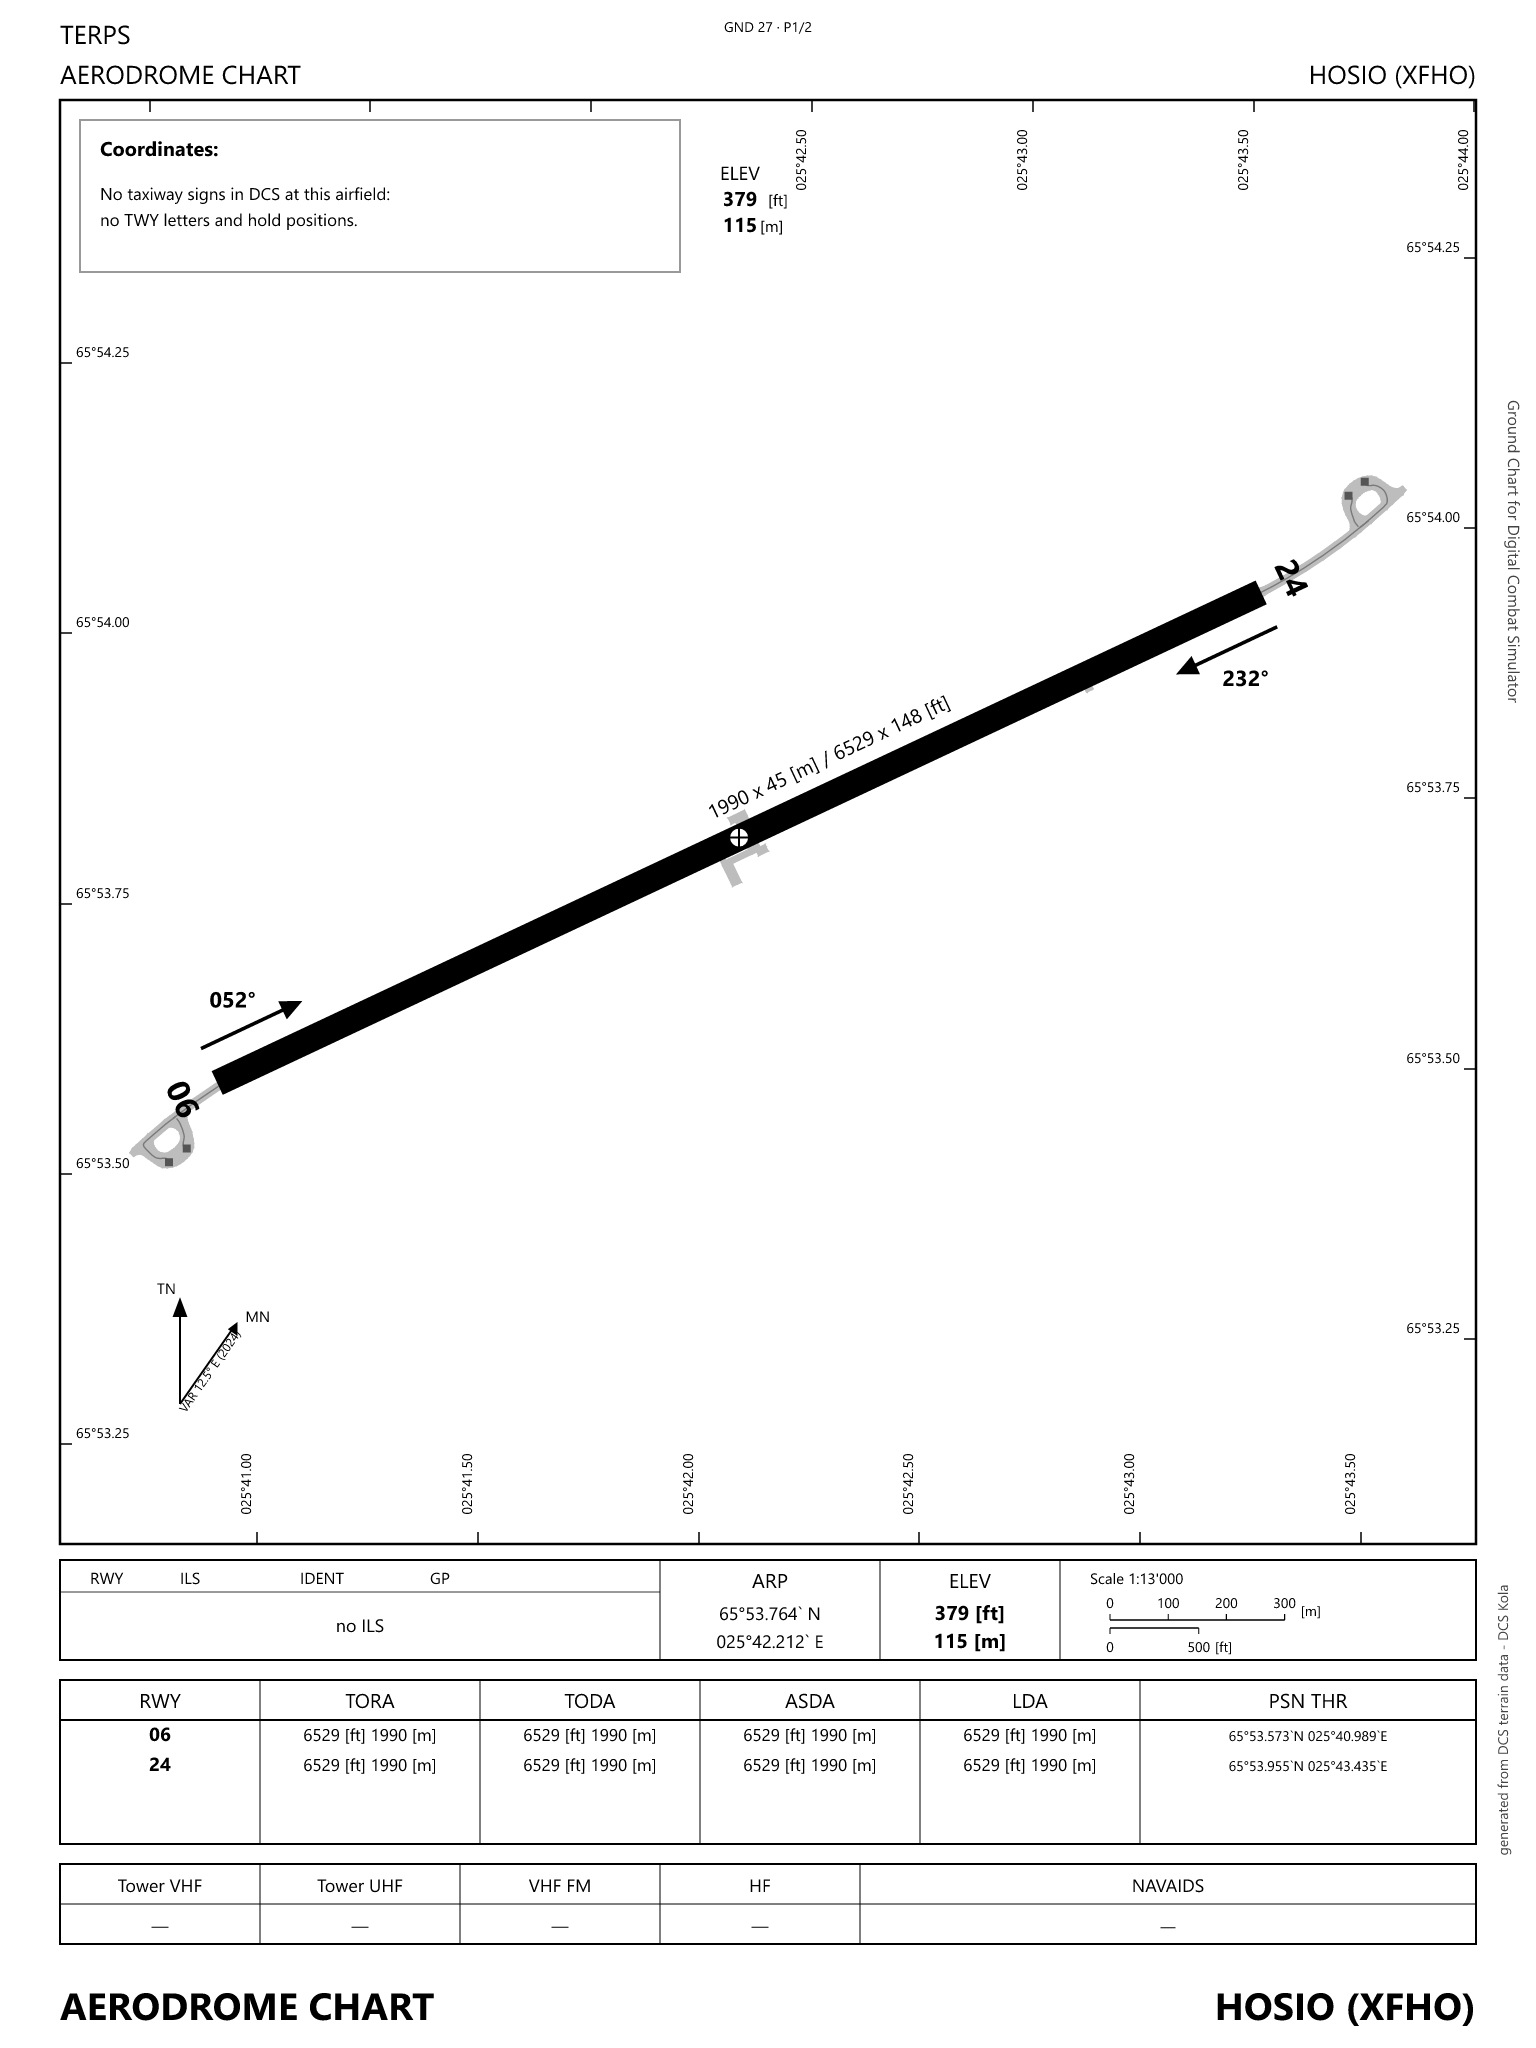 GND 27 · P1/2
TERPS
AERODROME CHART
HOSIO (XFHO)
Coordinates:
No taxiway signs in DCS at this airfield:
no TWY letters and hold positions.
ELEV
379 [ft]
115 [m]
025°42.50
025°43.00
025°43.50
025°44.00
65°54.25
65°54.25
65°54.00
24
65°54.00
232°
1990 x 45 [m] / 6529 x 148 [ft]
65°53.75
65°53.75
052°
65°53.50
06
65°53.50
TN
MN
VAR 12.5° E (2024)
65°53.25
65°53.25
025°41.00
025°41.50
025°42.00
025°42.50
025°43.00
025°43.50
Ground Chart for Digital Combat Simulator
RWY ILS IDENT GP
no ILS
ARP
65°53.764` N
025°42.212` E
ELEV
379 [ft]
115 [m]
Scale 1:13'000
0 100 200 300 [m]
0 500 [ft]
RWY TORA TODA ASDA LDA PSN THR
06 6529 [ft] 1990 [m] 6529 [ft] 1990 [m] 6529 [ft] 1990 [m] 6529 [ft] 1990 [m] 65°53.573`N 025°40.989`E
24 6529 [ft] 1990 [m] 6529 [ft] 1990 [m] 6529 [ft] 1990 [m] 6529 [ft] 1990 [m] 65°53.955`N 025°43.435`E
Tower VHF Tower UHF VHF FM HF NAVAIDS
— — — — —
generated from DCS terrain data - DCS Kola
AERODROME CHART
HOSIO (XFHO)